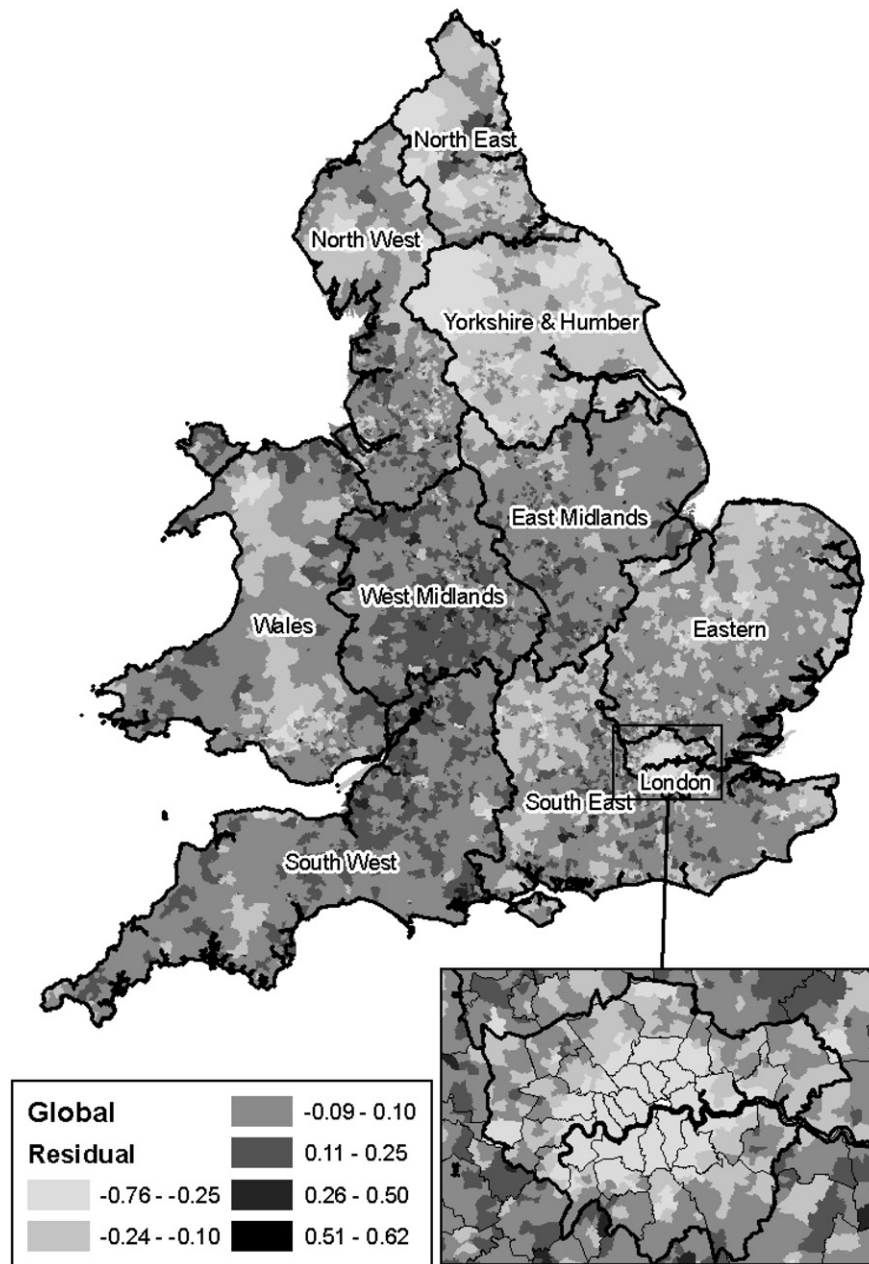 North East
North West
Yorkshire & Humber
East Midlands
West Midlands
Wales
Eastern
London
South East
South West
Global
Residual
-0.76 - -0.25
-0.24 - -0.10
-0.09 - 0.10
0.11 - 0.25
0.26 - 0.50
0.51 - 0.62